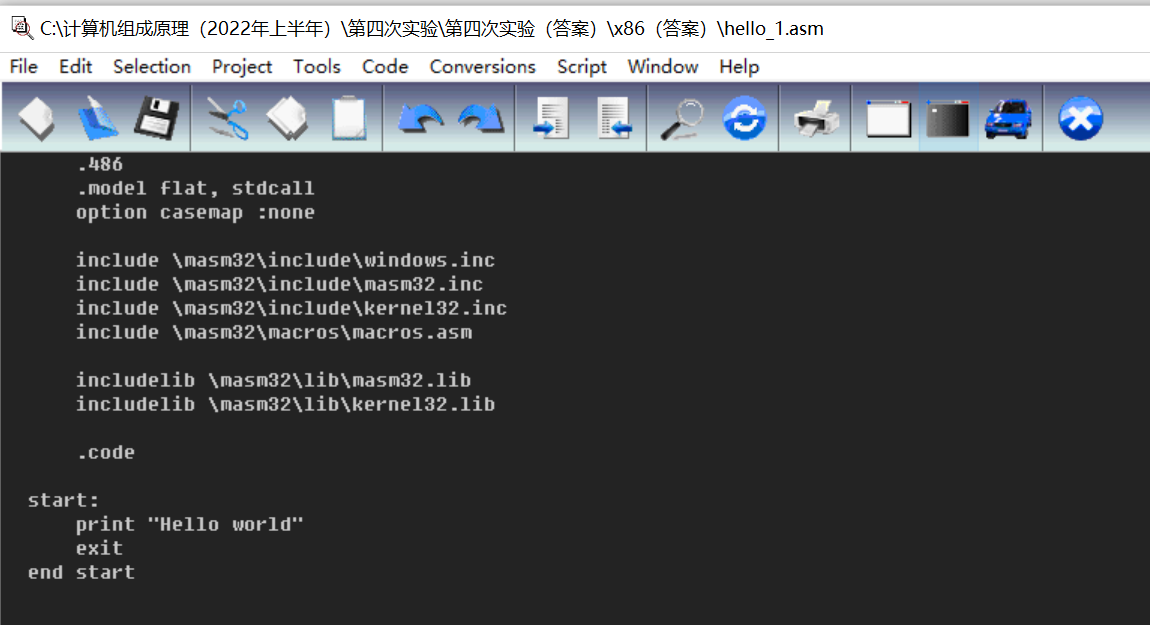 C:\计算机组成原理（2022年上半年）\第四次实验\第四次实验（答案）\x86（答案）\hello_1.asm
File Edit Selection Project Tools Code Conversions Script Window Help
.486
.model flat, stdcall
option casemap :none
include \masm32\include\windows.inc
include \masm32\include\masm32.inc
include \masm32\include\kernel32.inc
include \masm32\macros\macros.asm
includelib \masm32\lib\masm32.lib
includelib \masm32\lib\kernel32.lib
.code
start:
print "Hello world"
exit
end start